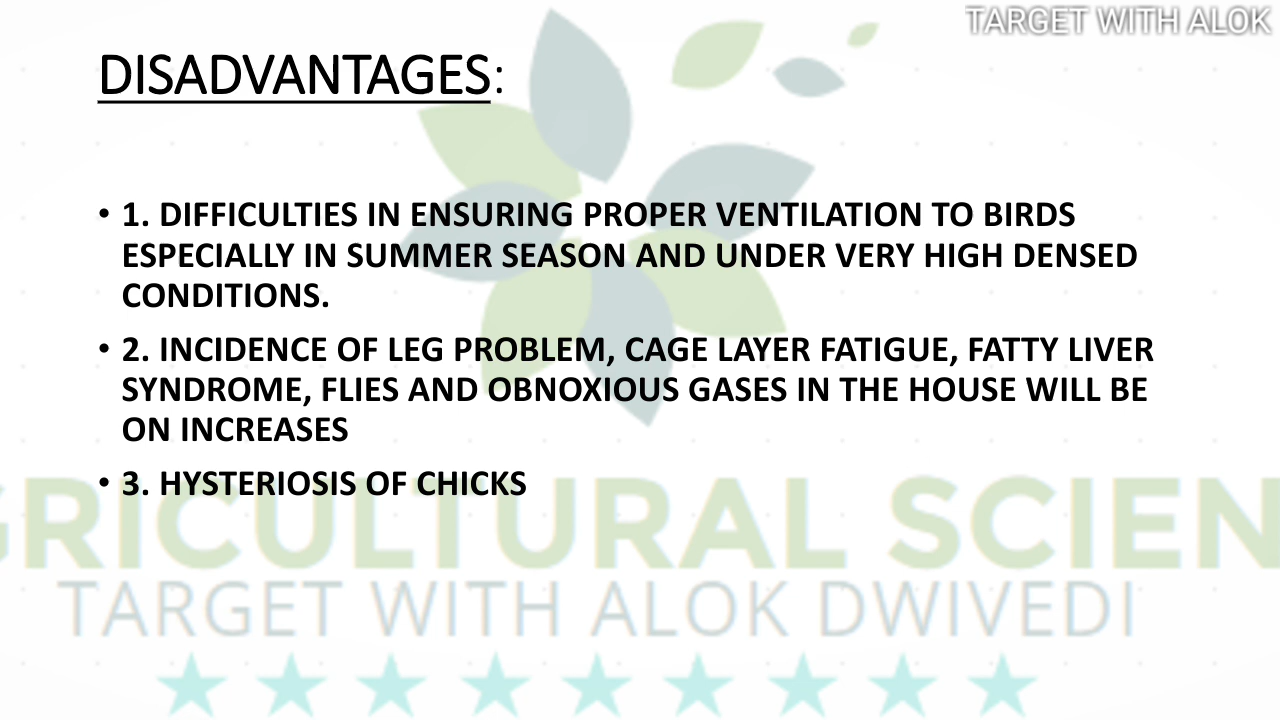 TARGET WITH ALOK
DISADVANTAGES:
• 1. DIFFICULTIES IN ENSURING PROPER VENTILATION TO BIRDS
ESPECIALLY IN SUMMER SEASON AND UNDER VERY HIGH DENSED
CONDITIONS.
• 2. INCIDENCE OF LEG PROBLEM, CAGE LAYER FATIGUE, FATTY LIVER
SYNDROME, FLIES AND OBNOXIOUS GASES IN THE HOUSE WILL BE
ON INCREASES
• 3. HYSTERIOSIS OF CHICKS
GRICULTURAL SCIEN
TARGET WITH ALOK DWIVEDI